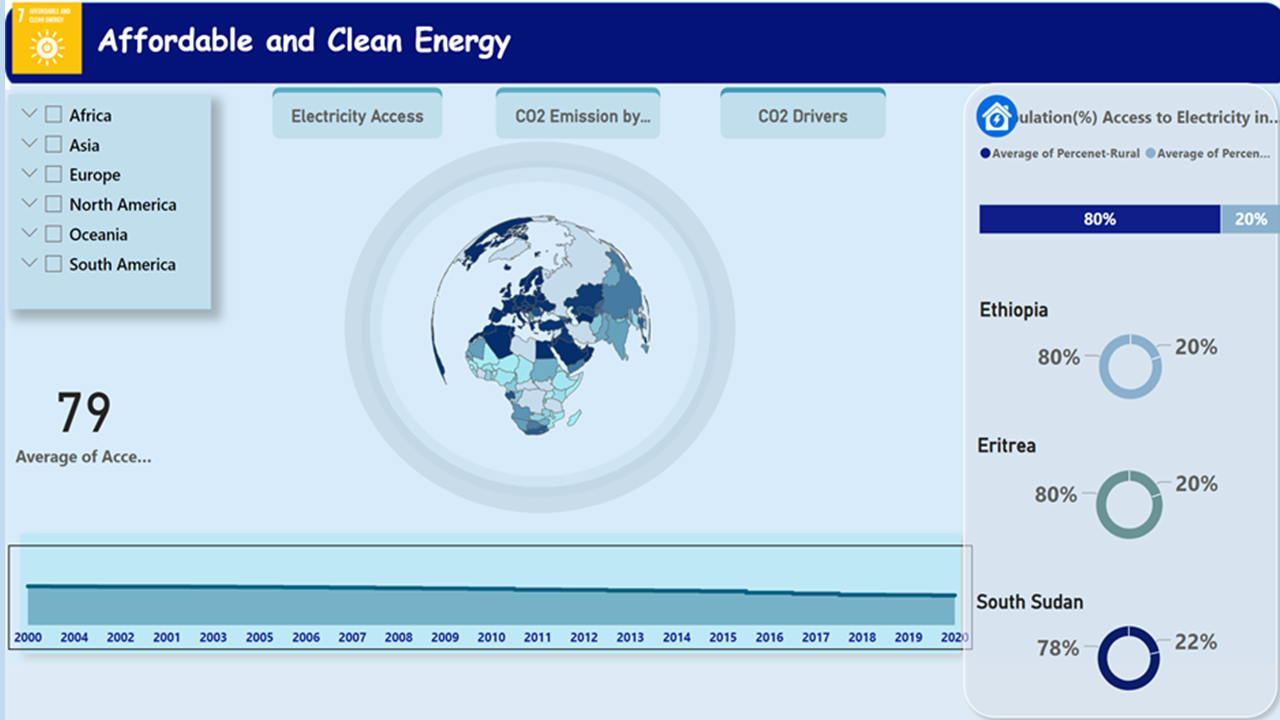 7 AFFORDABLE AND
CLEAN ENERGY
Affordable and Clean Energy
Africa
Asia
Europe
North America
Oceania
South America
Electricity Access
CO2 Emission by...
CO2 Drivers
79
Average of Acce...
2000 2004 2002 2001 2003 2005 2006 2007 2008 2009 2010 2011 2012 2013 2014 2015 2016 2017 2018 2019 2020
ulation(%) Access to Electricity in...
Average of Percenet-Rural Average of Percen...
80% 20%
Ethiopia
80% 20%
Eritrea
80% 20%
South Sudan
78% 22%